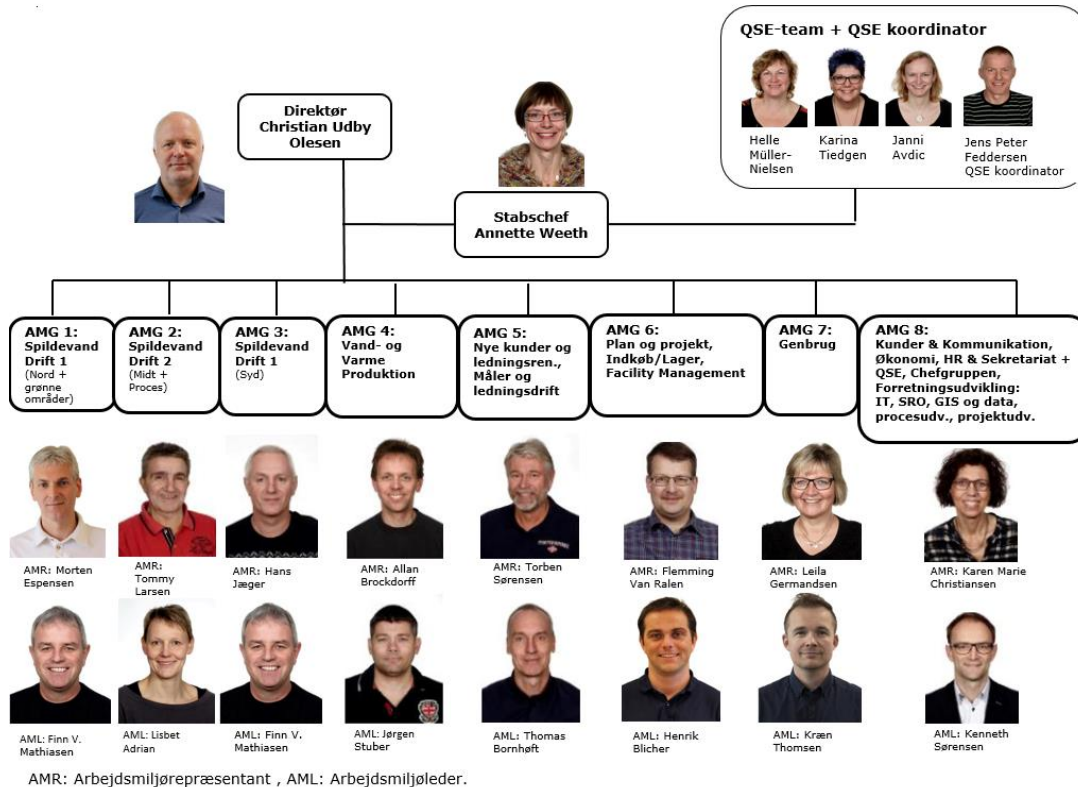 QSE-team + QSE koordinator
Helle
Müller-
Nielsen
Karina
Tiedgen
Janni
Avdic
Jens Peter
Feddersen
QSE koordinator
Direktør
Christian Udby
Olesen
Stabschef
Annette Weeth
AMG 1:
Spildevand
Drift 1
(Nord +
grønne
områder)
AMG 2:
Spildevand
Drift 2
(Midt +
Proces)
AMG 3:
Spildevand
Drift 1
(Syd)
AMG 4:
Vand- og
Varme
Produktion
AMG 5:
Nye kunder og
ledningsren.,
Måler og
ledningsdrift
AMG 6:
Plan og projekt,
Indkøb/Lager,
Facility Management
AMG 7:
Genbrug
AMG 8:
Kunder & Kommunikation,
Økonomi, HR & Sekretariat +
QSE, Chefgruppen,
Forretningsudvikling:
IT, SRO, GIS og data,
procesudv., projektudv.
AMR: Morten
Espensen
AMR:
Tommy
Larsen
AMR: Hans
Jæger
AMR: Allan
Brockdorff
AMR: Torben
Sørensen
AMR: Flemming
Van Ralen
AMR: Leila
Germandsen
AMR: Karen Marie
Christiansen
AML: Finn V.
Mathiasen
AML: Lisbet
Adrian
AML: Finn V.
Mathiasen
AML: Jørgen
Stuber
AML: Thomas
Bornhøft
AML: Henrik
Blicher
AML: Kræn
Thomsen
AML: Kenneth
Sørensen
AMR: Arbejdsmiljørepræsentant , AML: Arbejdsmiljøleder.